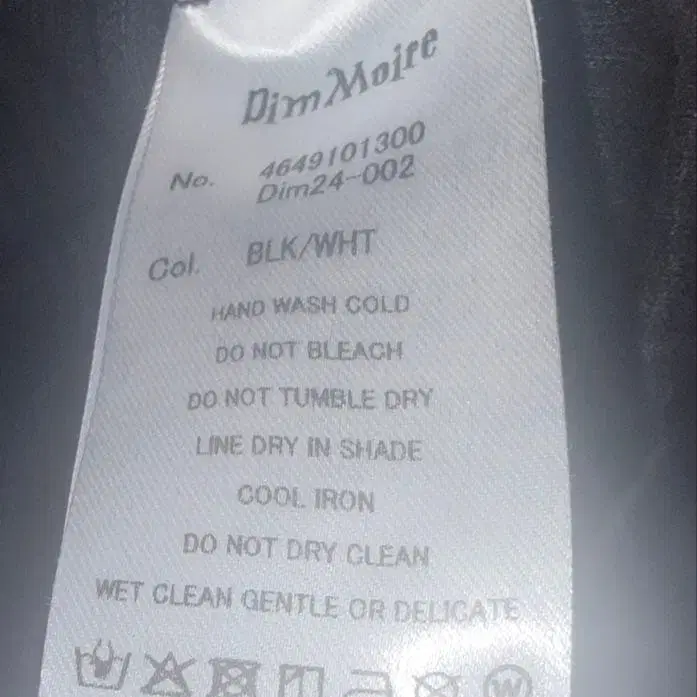 DimMoire
No. 4649101300
Dim24-002
Col. BLK/WHT
HAND WASH COLD
DO NOT BLEACH
DO NOT TUMBLE DRY
LINE DRY IN SHADE
COOL IRON
DO NOT DRY CLEAN
WET CLEAN GENTLE OR DELICATE
W